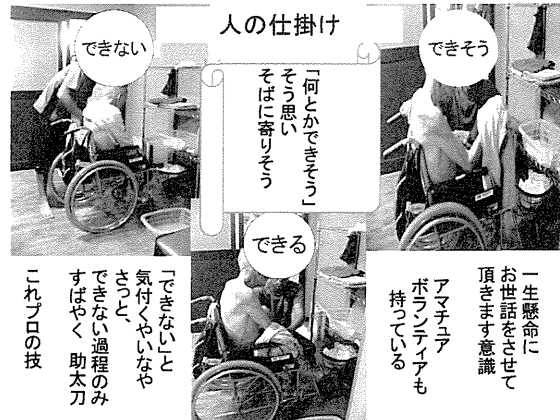 人の仕掛け
できそう
一生懸命に
お世話をさせて
頂きます意識
アマチュア
ボランティアも
持っている
「何とかできそう」
そう思い
そばに寄りそう
できる
できない
「できない」と
気付くやいなや
さっと、
できない過程のみ
すばやく 助太刀
これプロの技